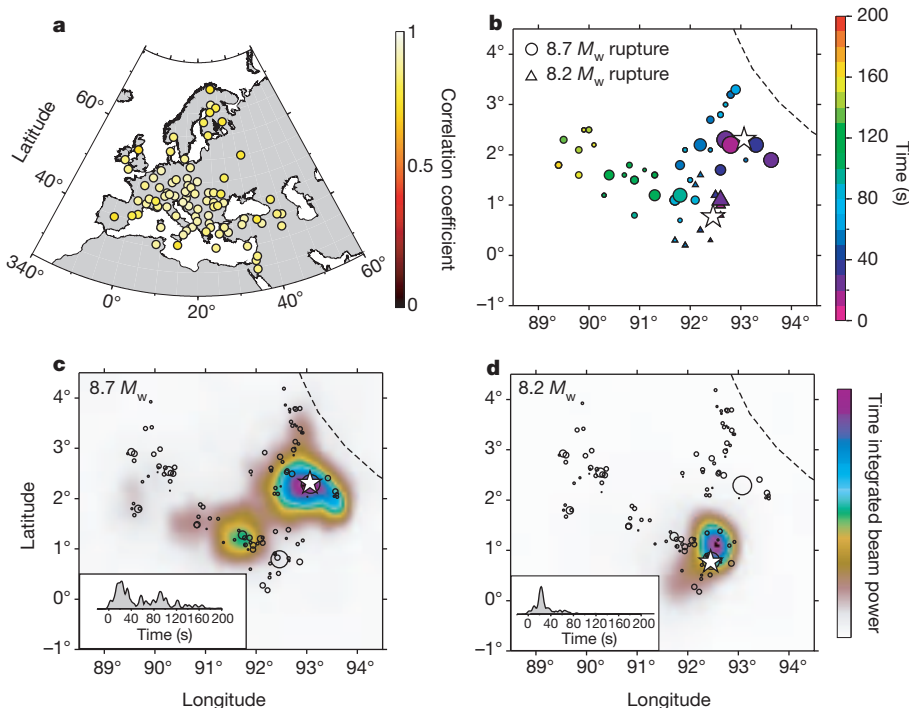 a
Latitude
60°
40°
340°
0°
20°
40°
60°
1
0.5
0
Correlation coefficient
b
8.7 Mw rupture
8.2 Mw rupture
4°
3°
2°
1°
0°
−1°
89°
90°
91°
92°
93°
94°
200
160
120
80
40
0
Time (s)
c
8.7 Mw
Latitude
4°
3°
2°
1°
0°
−1°
0 40 80 120 160 200
Time (s)
89°
90°
91°
92°
93°
94°
Longitude
d
8.2 Mw
4°
3°
2°
1°
0°
−1°
0 40 80 120 160 200
Time (s)
89°
90°
91°
92°
93°
94°
Longitude
Time integrated beam power